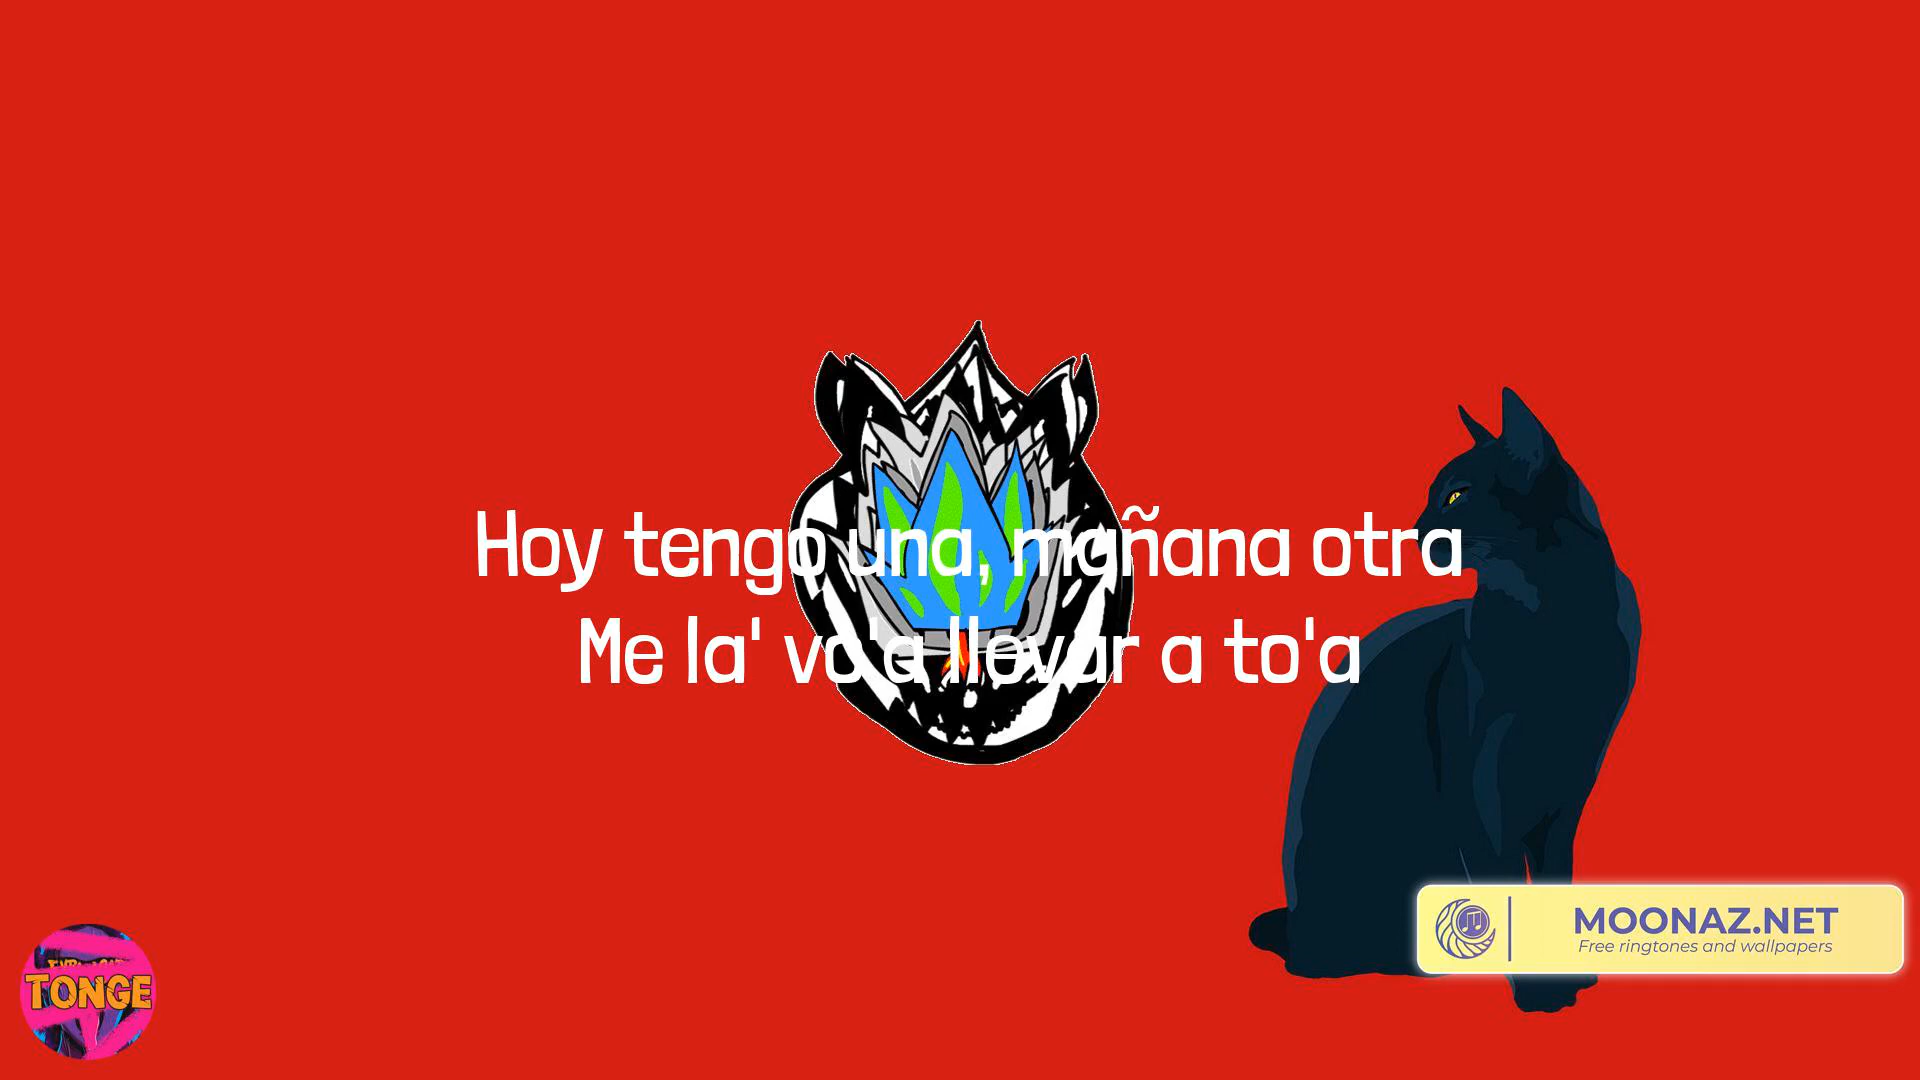 Hoy tengo una, mañana otra
Me la' vo'a llevar a to'a
MOONAZ.NET
Free ringtones and wallpapers
TONGE